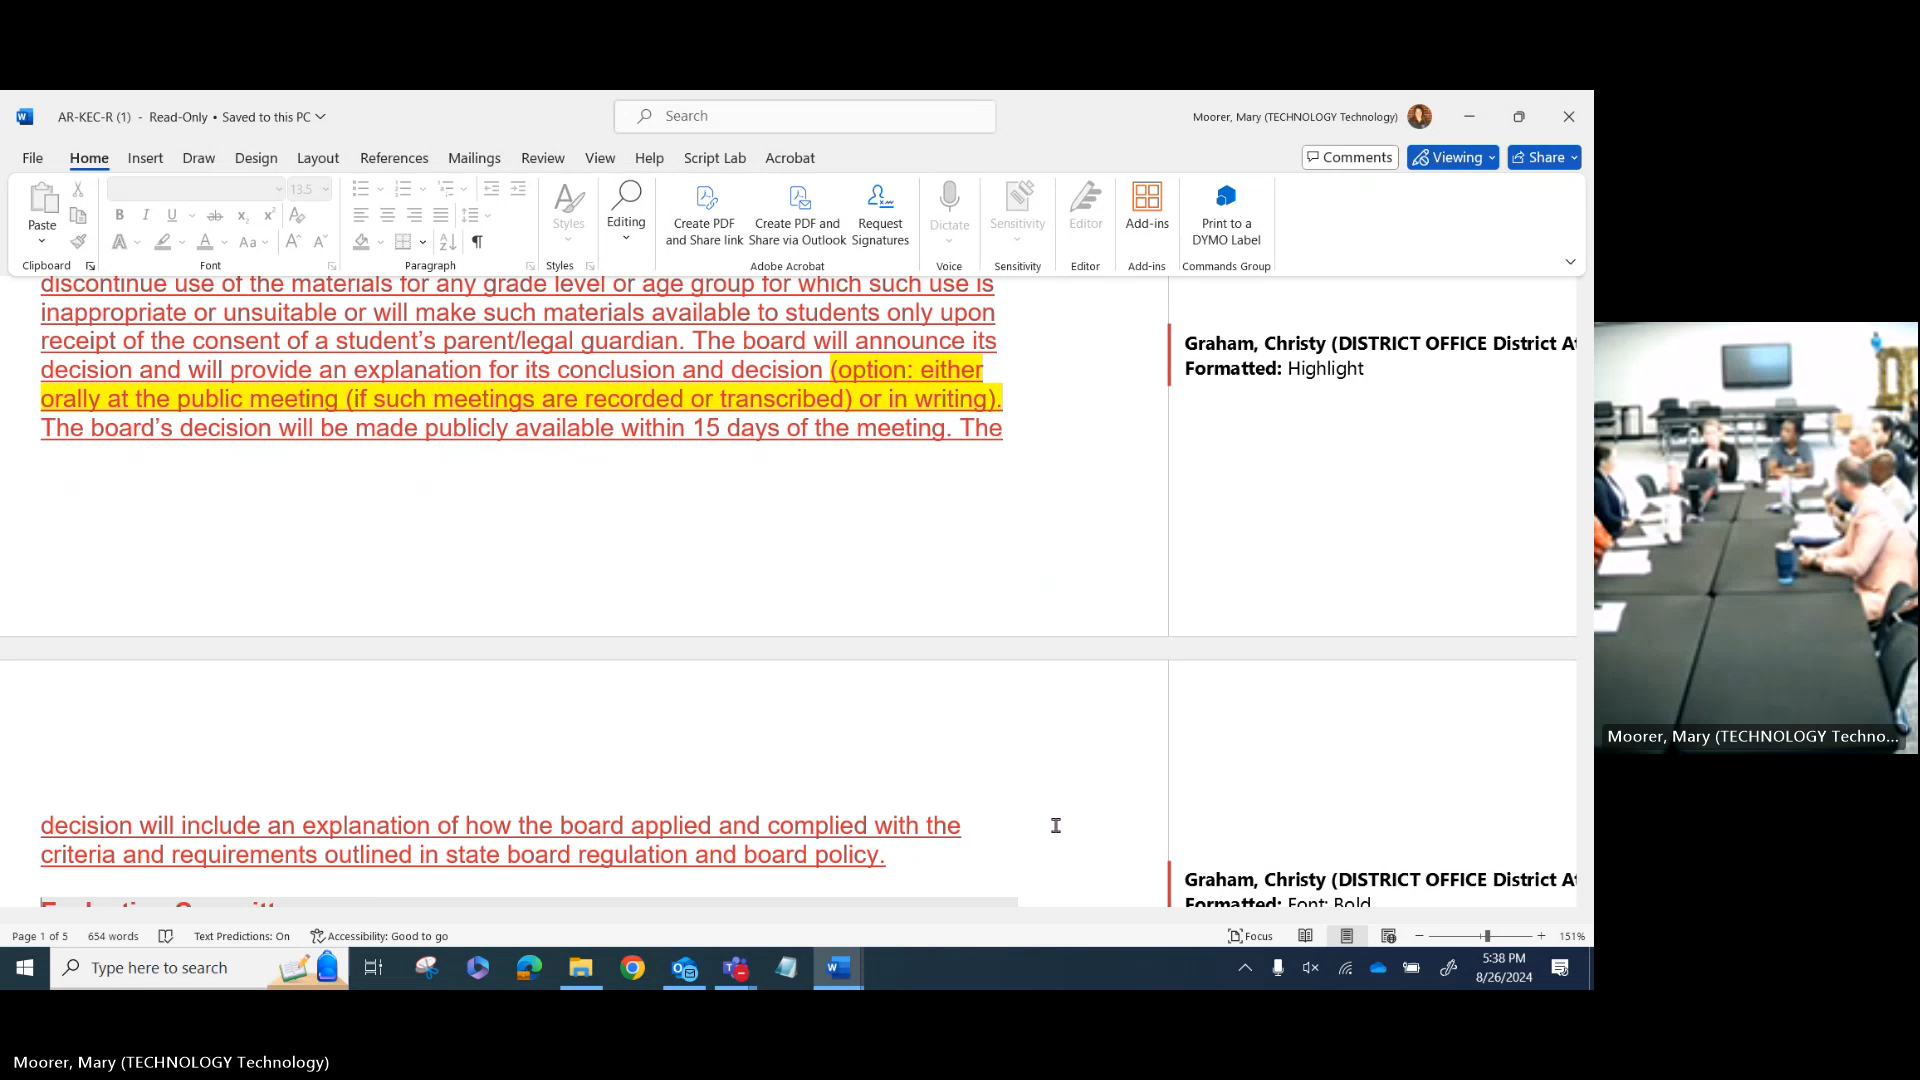 AR-KEC-R (1) - Read-Only • Saved to this PC
Search
Moorer, Mary (TECHNOLOGY Technology)
File Home Insert Draw Design Layout References Mailings Review View Help Script Lab Acrobat
Comments Viewing Share
13.5
Paste
Styles
Editing
Create PDF and Share link
Create PDF and Share via Outlook
Request Signatures
Dictate
Sensitivity
Editor
Add-ins
Print to a DYMO Label
Clipboard Font Paragraph Styles Adobe Acrobat Voice Sensitivity Editor Add-ins Commands Group
discontinue use of the materials for any grade level or age group for which such use is
inappropriate or unsuitable or will make such materials available to students only upon
receipt of the consent of a student’s parent/legal guardian. The board will announce its
decision and will provide an explanation for its conclusion and decision (option: either
orally at the public meeting (if such meetings are recorded or transcribed) or in writing).
The board’s decision will be made publicly available within 15 days of the meeting. The
Graham, Christy (DISTRICT OFFICE District A
Formatted: Highlight
decision will include an explanation of how the board applied and complied with the
criteria and requirements outlined in state board regulation and board policy.
Graham, Christy (DISTRICT OFFICE District A
Formatted: Font: Bold
Page 1 of 5 654 words Text Predictions: On Accessibility: Good to go Focus 151%
Type here to search
5:38 PM
8/26/2024
Moorer, Mary (TECHNOLOGY Techno...
Moorer, Mary (TECHNOLOGY Technology)